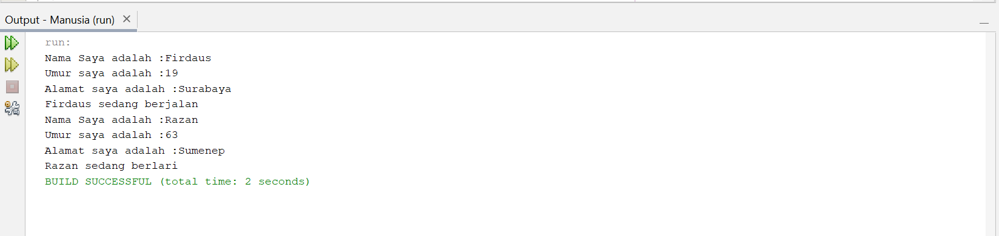 Output - Manusia (run)
run:
Nama Saya adalah :Firdaus
Umur saya adalah :19
Alamat saya adalah :Surabaya
Firdaus sedang berjalan
Nama Saya adalah :Razan
Umur saya adalah :63
Alamat saya adalah :Sumenep
Razan sedang berlari
BUILD SUCCESSFUL (total time: 2 seconds)